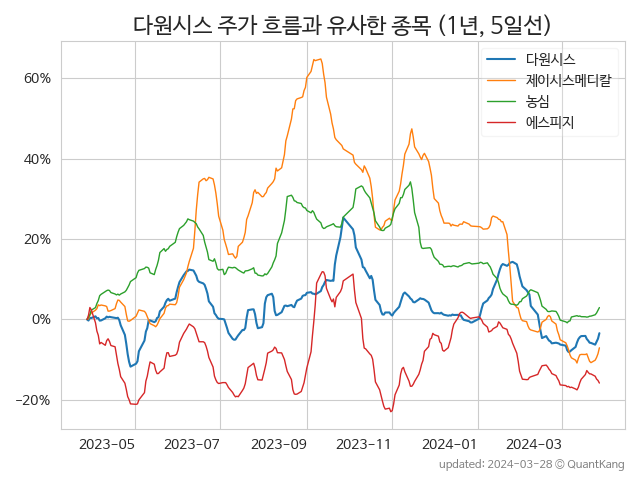 다원시스 주가 흐름과 유사한 종목 (1년, 5일선)
다원시스
제이시스메디칼
농심
에스피지
60%
40%
20%
0%
−20%
2023-05 2023-07 2023-09 2023-11 2024-01 2024-03
updated: 2024-03-28 © QuantKang